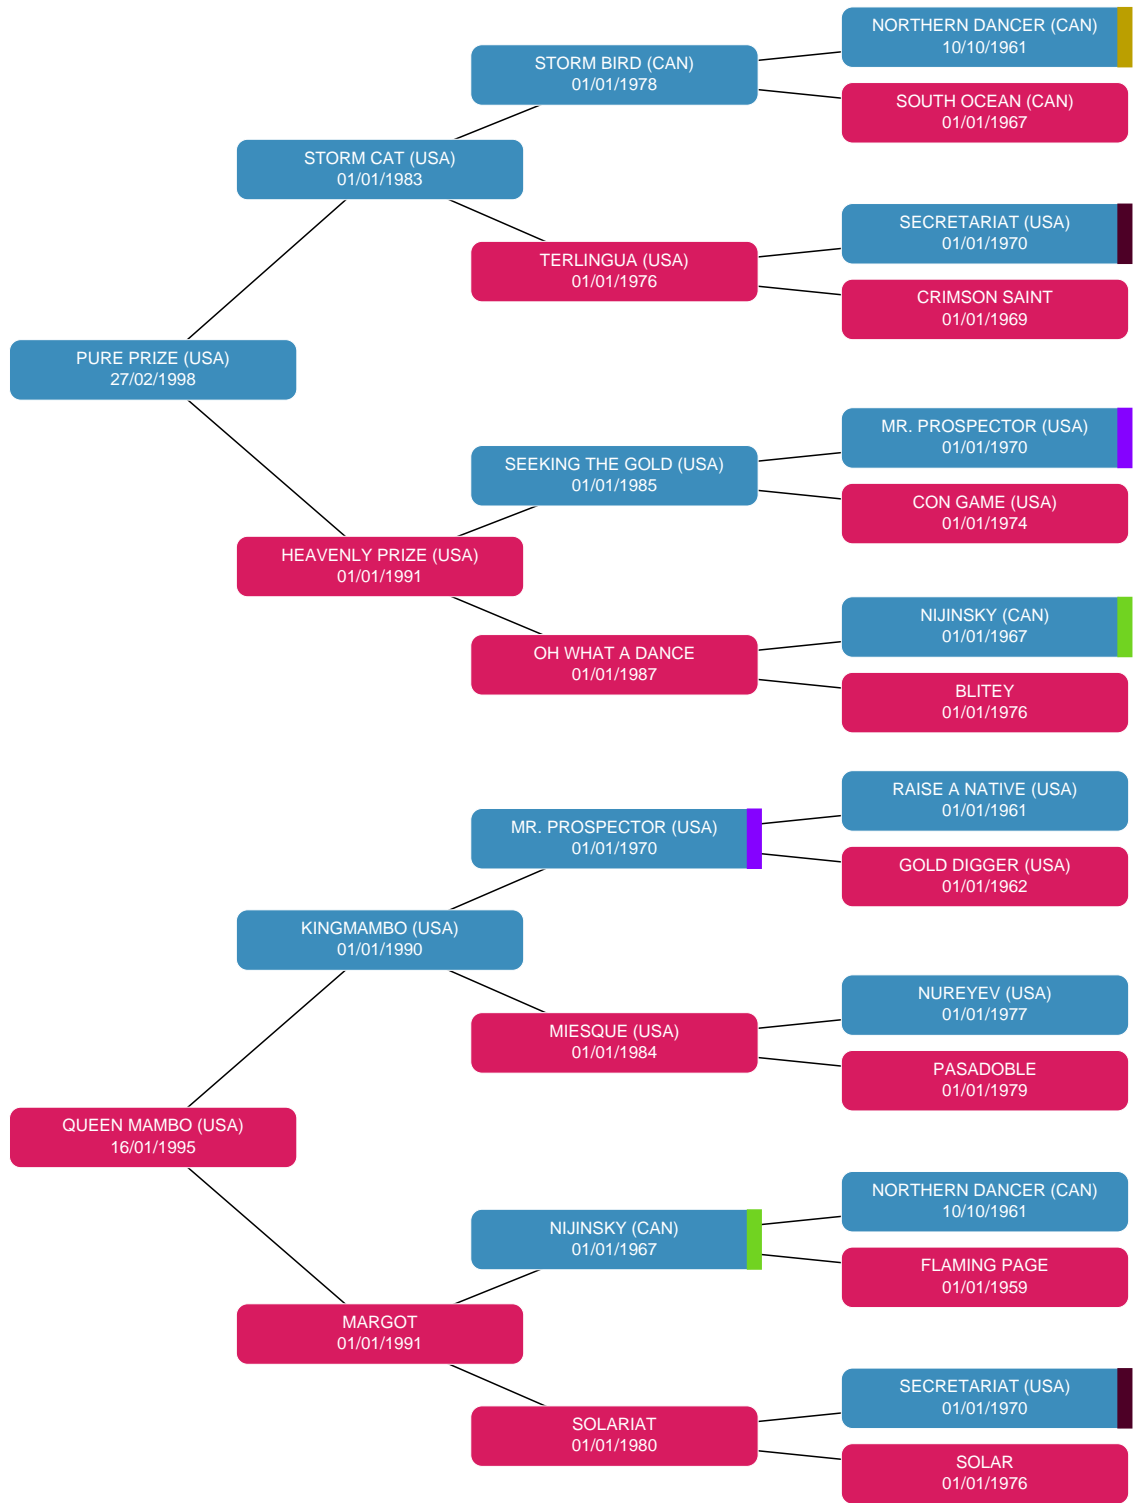 NORTHERN DANCER (CAN)
10/10/1961
STORM BIRD (CAN)
01/01/1978
SOUTH OCEAN (CAN)
01/01/1967
STORM CAT (USA)
01/01/1983
SECRETARIAT (USA)
01/01/1970
TERLINGUA (USA)
01/01/1976
CRIMSON SAINT
01/01/1969
PURE PRIZE (USA)
27/02/1998
MR. PROSPECTOR (USA)
01/01/1970
SEEKING THE GOLD (USA)
01/01/1985
CON GAME (USA)
01/01/1974
HEAVENLY PRIZE (USA)
01/01/1991
NIJINSKY (CAN)
01/01/1967
OH WHAT A DANCE
01/01/1987
BLITEY
01/01/1976
RAISE A NATIVE (USA)
01/01/1961
MR. PROSPECTOR (USA)
01/01/1970
GOLD DIGGER (USA)
01/01/1962
KINGMAMBO (USA)
01/01/1990
NUREYEV (USA)
01/01/1977
MIESQUE (USA)
01/01/1984
PASADOBLE
01/01/1979
QUEEN MAMBO (USA)
16/01/1995
NORTHERN DANCER (CAN)
10/10/1961
NIJINSKY (CAN)
01/01/1967
FLAMING PAGE
01/01/1959
MARGOT
01/01/1991
SECRETARIAT (USA)
01/01/1970
SOLARIAT
01/01/1980
SOLAR
01/01/1976